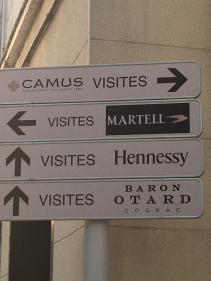 CAMUS VISITES
VISITES MARTELL
VISITES Hennessy
VISITES BARON
OTARD
COGNAC